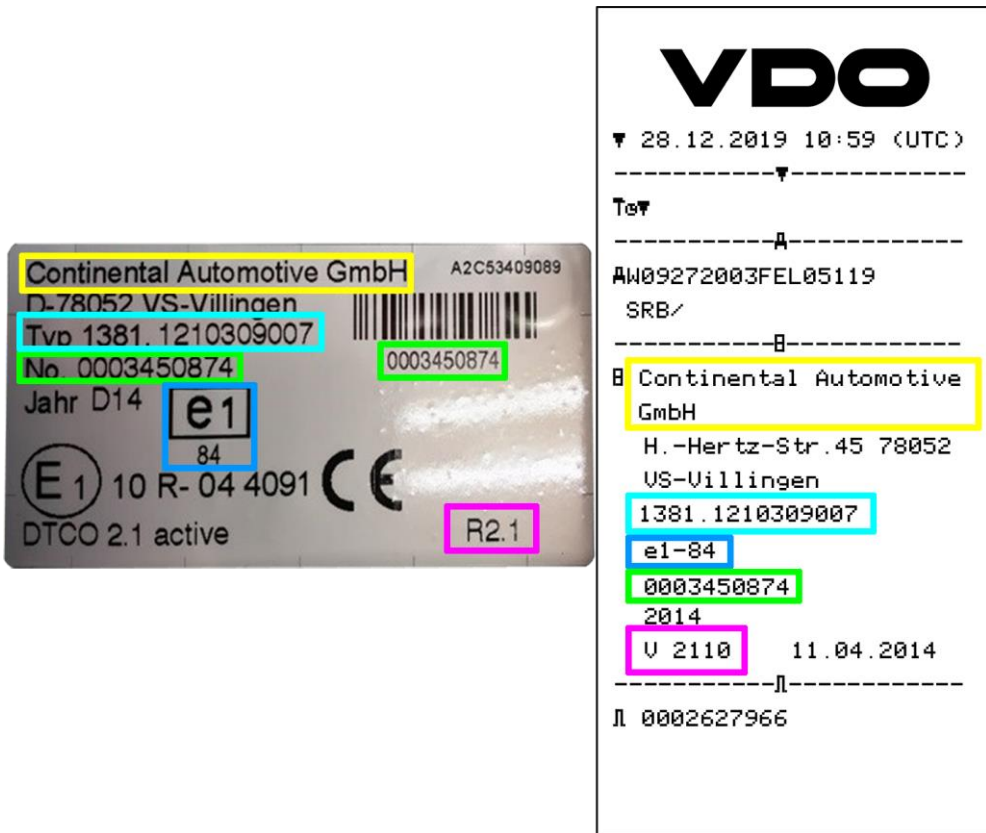 Continental Automotive GmbH A2C53409089
D-78052 VS-Villingen
Typ 1381.1210309007
No. 0003450874 0003450874
Jahr D14 e1
84
E1 10 R- 04 4091 CE
DTCO 2.1 active R2.1
VDO
▼ 28.12.2019 10:59 (UTC)
-----------▼------------
T◷▼
-----------A------------
AW09272003FEL05119
SRB/
-----------B------------
B Continental Automotive
GmbH
H.-Hertz-Str.45 78052
VS-Villingen
1381.1210309007
e1-84
0003450874
2014
V 2110 11.04.2014
-----------Л------------
Л 0002627966